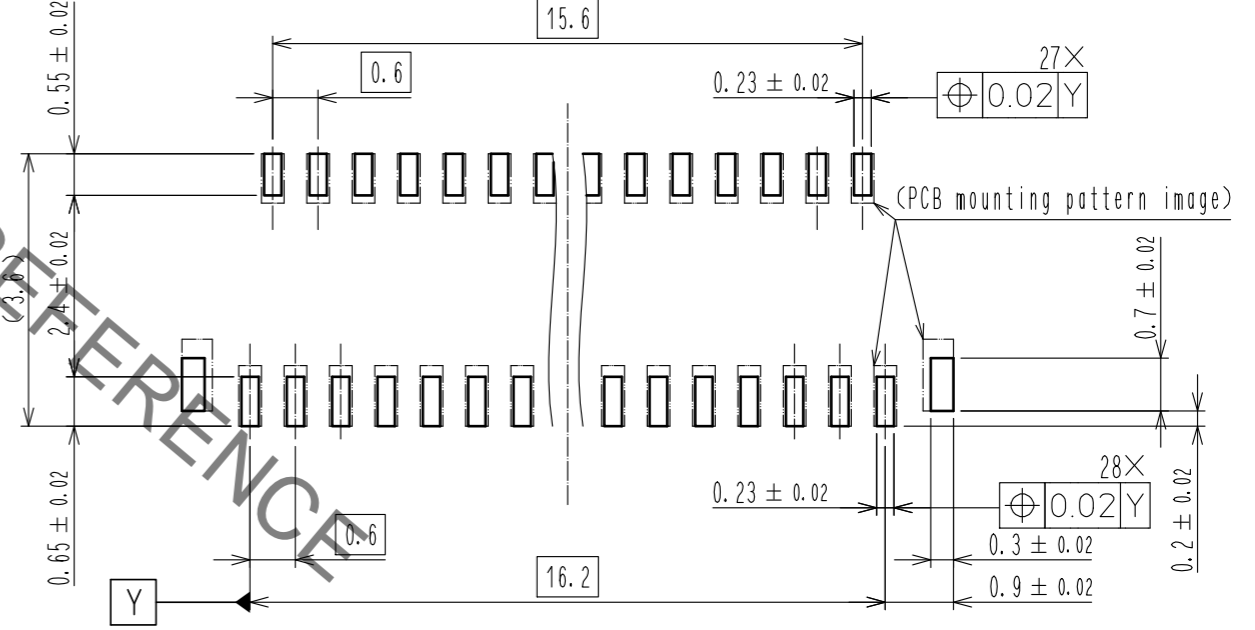 15.6
0.55 ± 0.02
0.6
0.23 ± 0.02
27×
⌖ 0.02 Y
(PCB mounting pattern image)
(3.6)
2.4 ± 0.02
0.7 ± 0.02
REFERENCE
0.65 ± 0.02
0.6
0.23 ± 0.02
28×
⌖ 0.02 Y
0.2 ± 0.02
0.3 ± 0.02
16.2
0.9 ± 0.02
Y